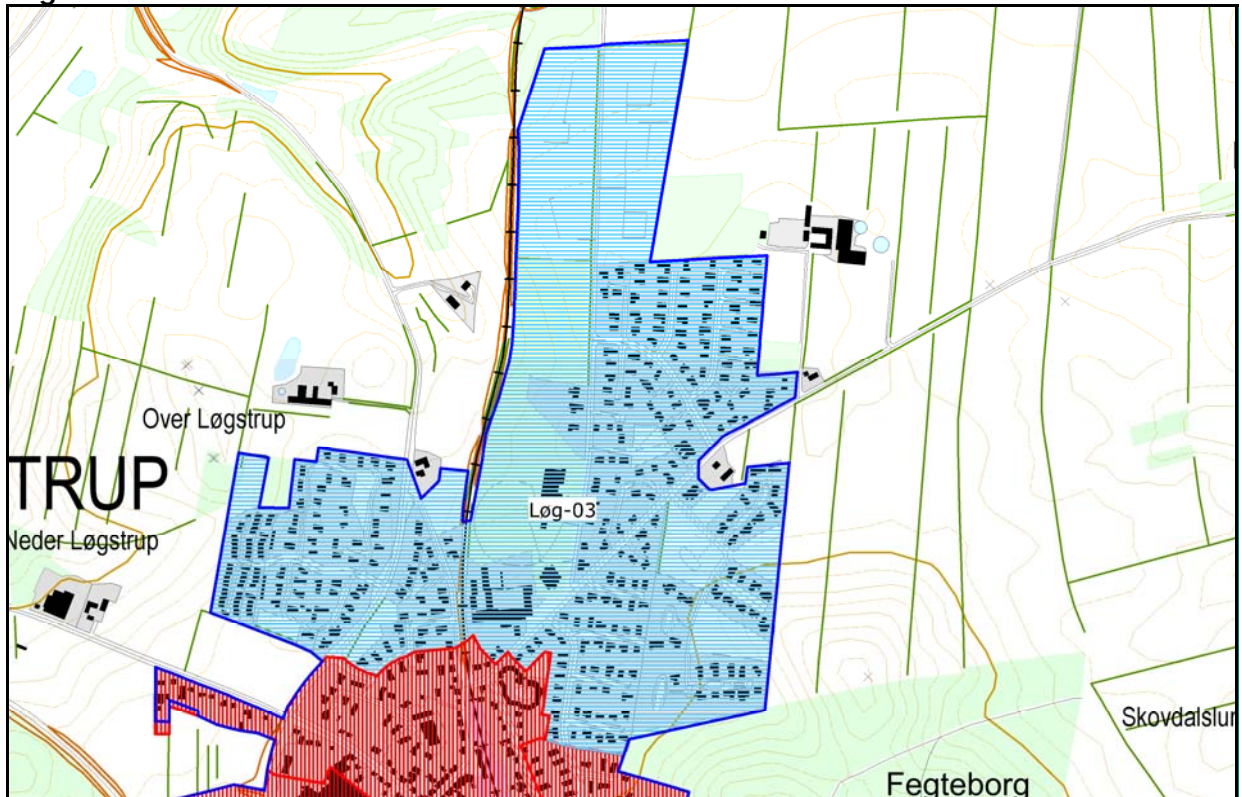 Over Løgstrup
TRUP
Løg-03
Neder Løgstrup
Skovdalslun
Fegteborg